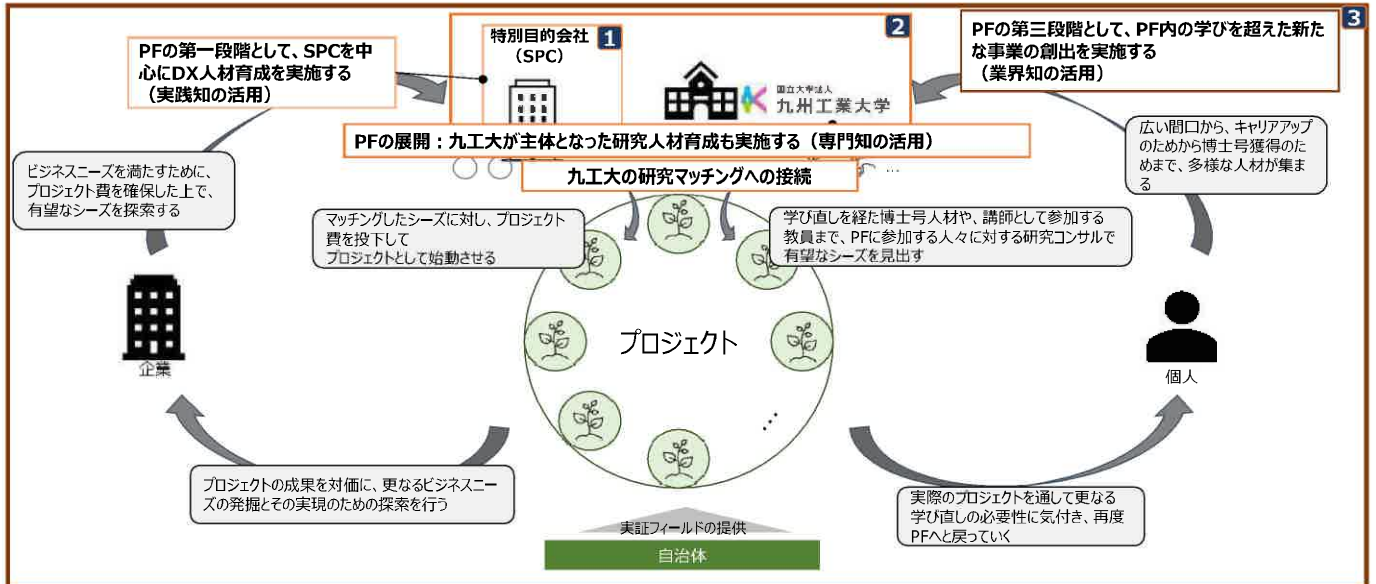 PFの第一段階として、SPCを中
心にDX人材育成を実施する
（実践知の活用）
特別目的会社
（SPC）
1
2
国立大学法人
九州工業大学
PFの第三段階として、PF内の学びを超えた新た
な事業の創出を実施する
（業界知の活用）
3
PFの展開：九工大が主体となった研究人材育成も実施する（専門知の活用）
…
九工大の研究マッチングへの接続
ビジネスニーズを満たすために、
プロジェクト費を確保した上で、
有望なシーズを探索する
広い間口から、キャリアアップ
のためから博士号獲得のた
めまで、多様な人材が集ま
る
マッチングしたシーズに対し、プロジェクト
費を投下して
プロジェクトとして始動させる
学び直しを経た博士号人材や、講師として参加する
教員まで、PFに参加する人々に対する研究コンサルで
有望なシーズを見出す
企業
プロジェクト
個人
…
プロジェクトの成果を対価に、更なるビジネスニー
ズの発掘とその実現のための探索を行う
実際のプロジェクトを通して更なる
学び直しの必要性に気付き、再度
PFへと戻っていく
実証フィールドの提供
自治体